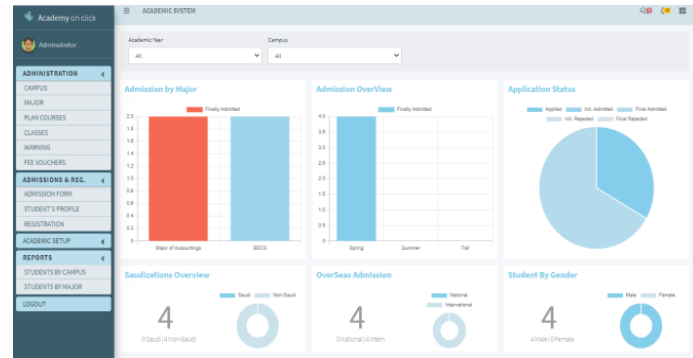 Academy on click
ACADEMIC SYSTEM
Administrator
ADMINISTRATION
CAMPUS
MAJOR
PLAN COURSES
CLASSES
WARNING
FEE VOUCHERS
ADMISSIONS & REG.
ADMISSION FORM
STUDENT'S PROFILE
REGISTRATION
ACADEMIC SETUP
REPORTS
STUDENTS BY CAMPUS
STUDENTS BY MAJOR
LOGOUT
Academic Year
Campus
All
All
Admission by Major
Finally Admitted
2.0
1.8
1.6
1.4
1.2
1.0
0.8
0.6
0.4
0.2
0
Major of Accountings
BSCS
Admission OverView
Finally Admitted
4.0
3.5
3.0
2.5
2.0
1.5
1.0
0.5
0
Spring
Summer
Fall
Application Status
Applied
Init. Admitted
Final Admitted
Init. Rejected
Final Rejected
Saudizations Overview
Saudi
Non-Saudi
4
0 Saudi | 4 Non-Saudi
OverSeas Admission
National
International
4
0 National | 4 Intern
Student By Gender
Male
Female
4
4 Male | 0 Female